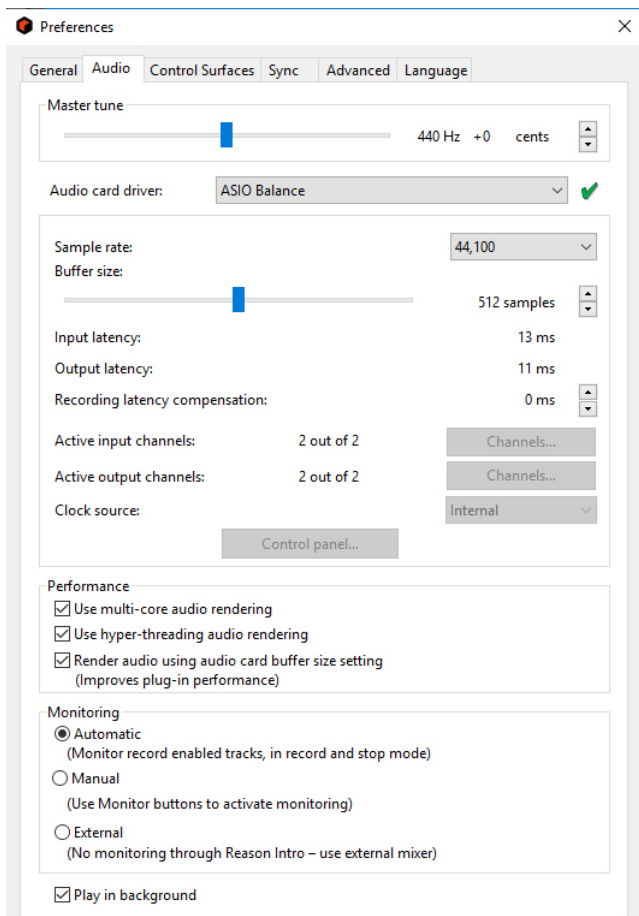 Preferences
General Audio Control Surfaces Sync Advanced Language
Master tune
440 Hz +0 cents
Audio card driver: ASIO Balance
Sample rate: 44,100
Buffer size:
512 samples
Input latency: 13 ms
Output latency: 11 ms
Recording latency compensation: 0 ms
Active input channels: 2 out of 2 Channels...
Active output channels: 2 out of 2 Channels...
Clock source: Internal
Control panel...
Performance
Use multi-core audio rendering
Use hyper-threading audio rendering
Render audio using audio card buffer size setting
(Improves plug-in performance)
Monitoring
Automatic
(Monitor record enabled tracks, in record and stop mode)
Manual
(Use Monitor buttons to activate monitoring)
External
(No monitoring through Reason Intro – use external mixer)
Play in background